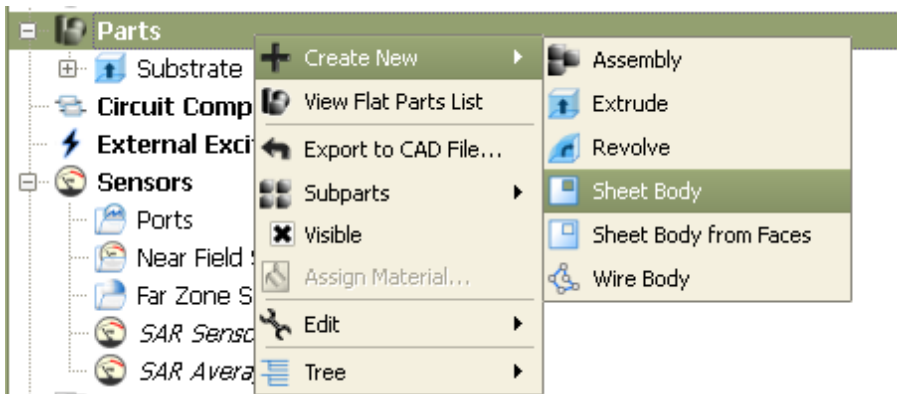 Parts
Substrate
Circuit Comp
External Exci
Sensors
Ports
Near Field
Far Zone S
SAR Senso
SAR Avera
Create New
View Flat Parts List
Export to CAD File...
Subparts
Visible
Assign Material...
Edit
Tree
Assembly
Extrude
Revolve
Sheet Body
Sheet Body from Faces
Wire Body